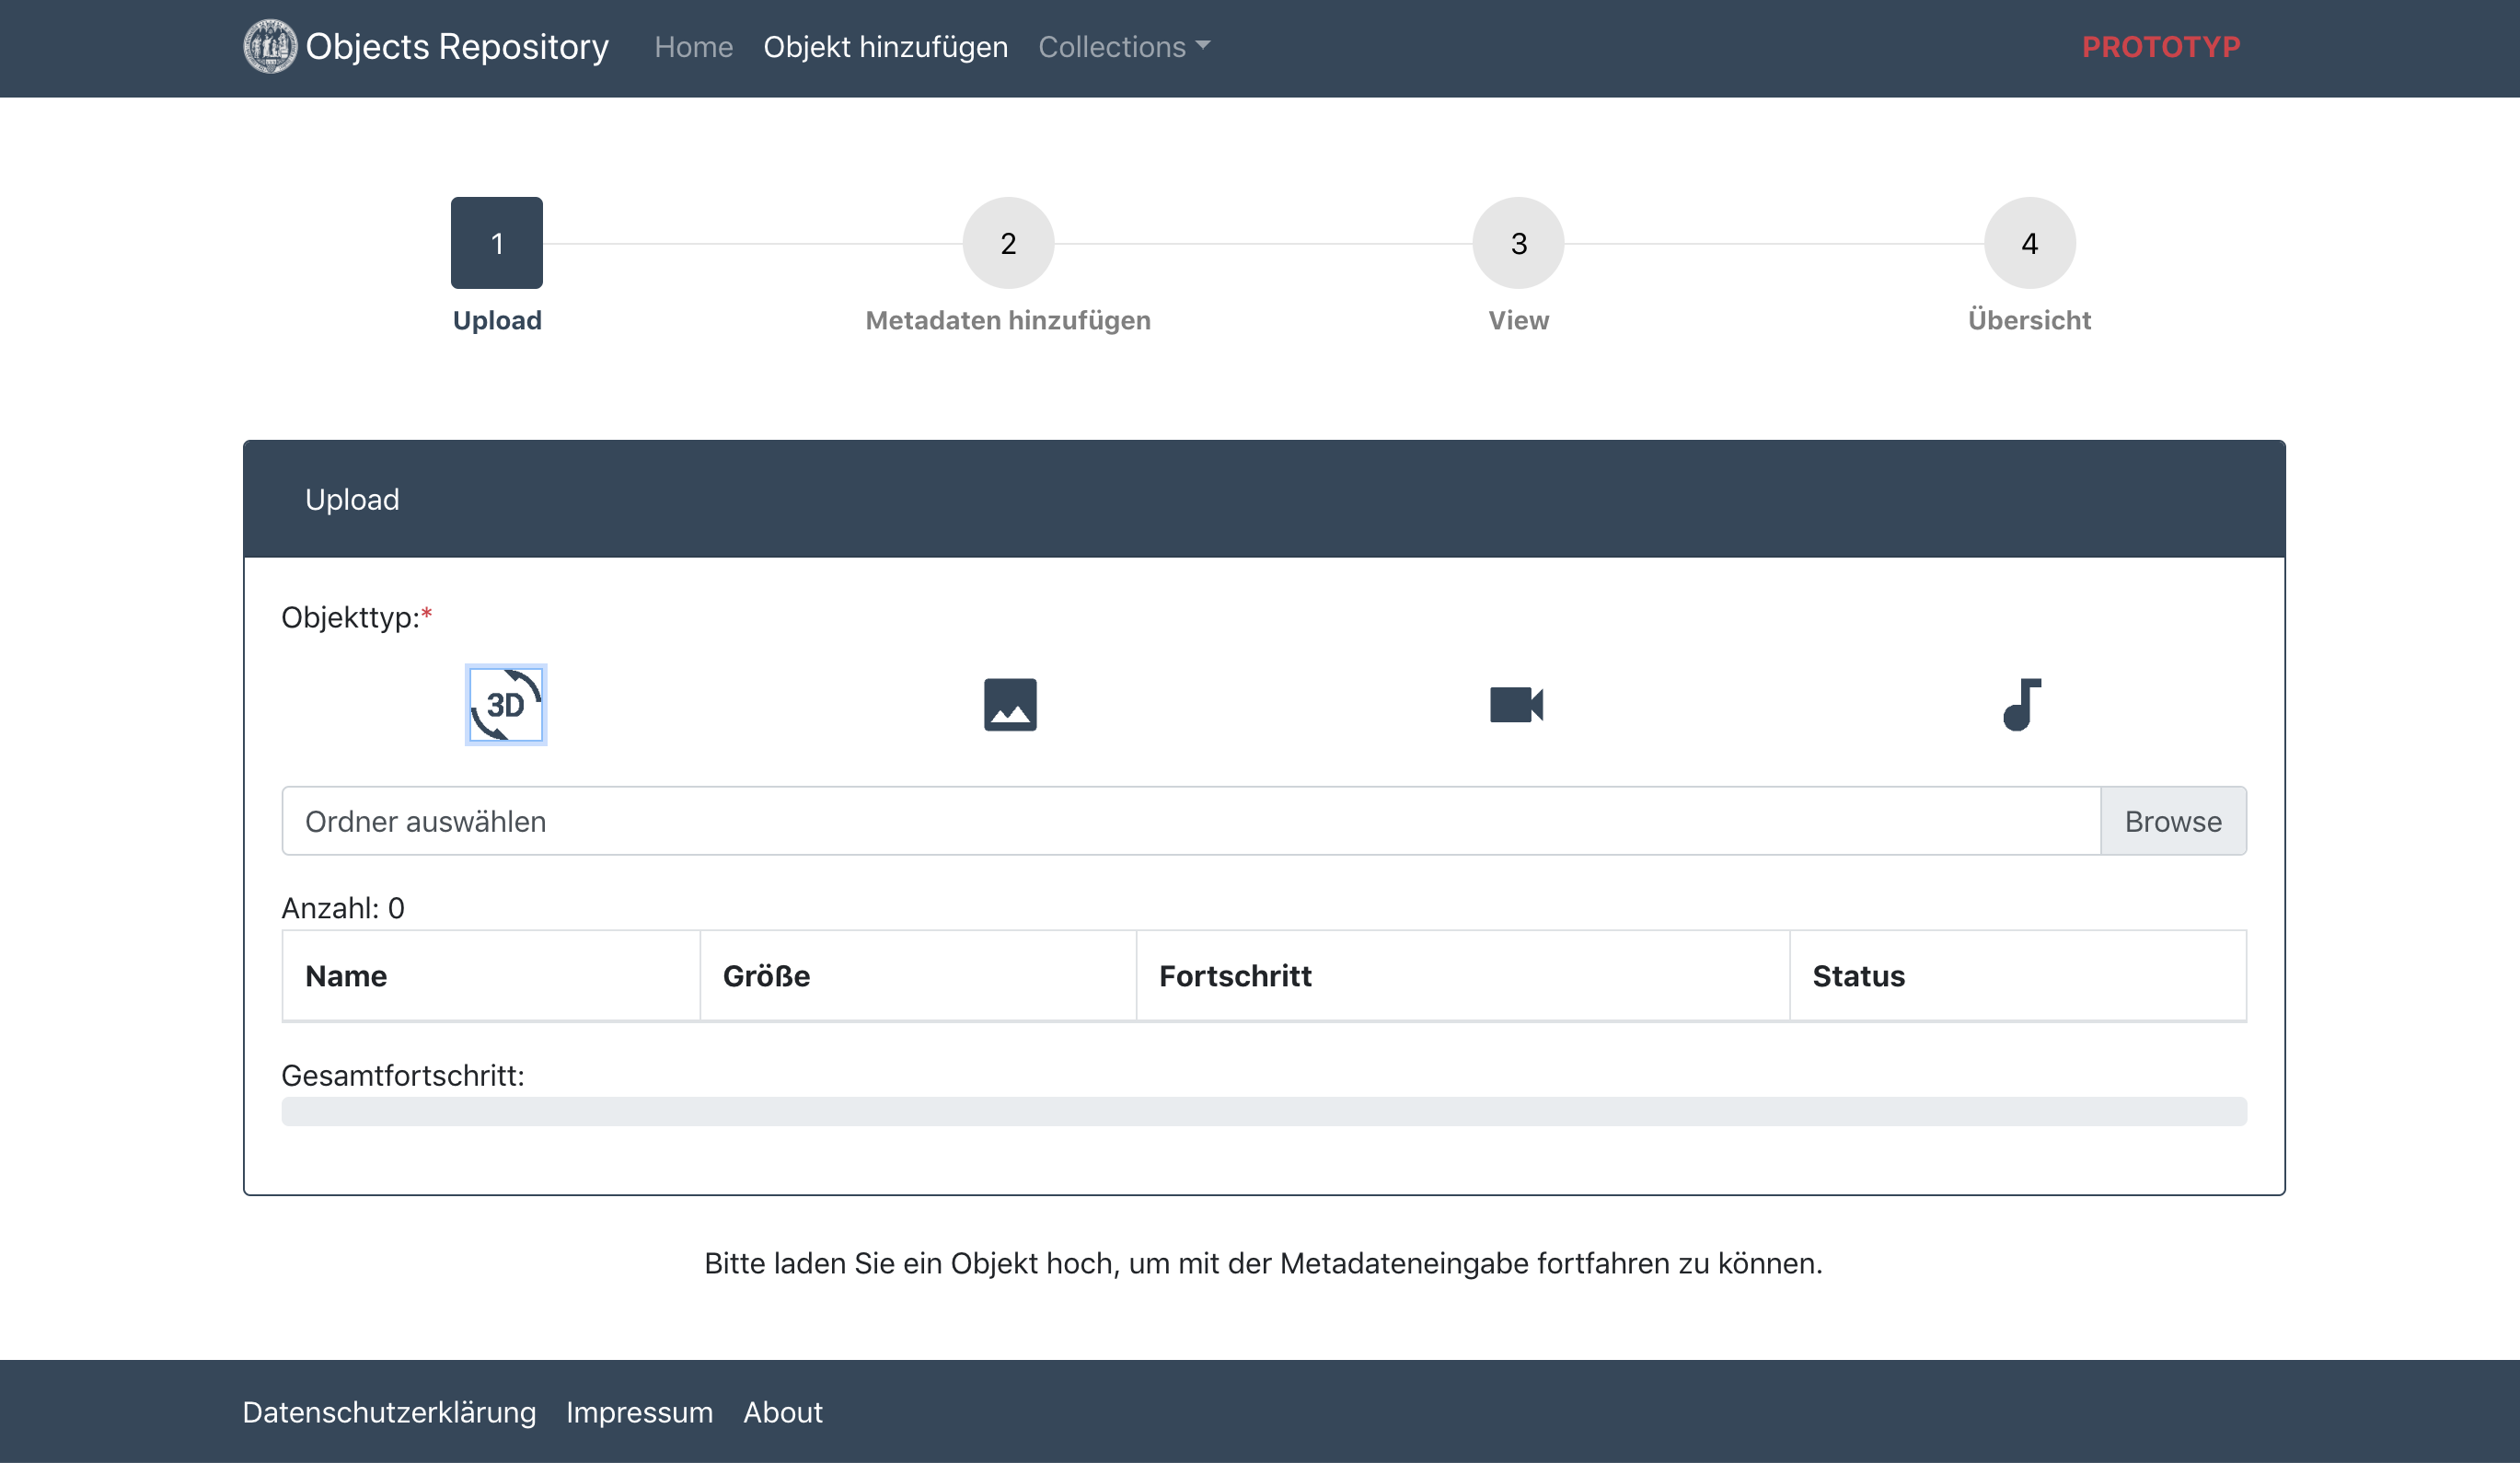 Objects Repository Home Objekt hinzufügen Collections PROTOTYP
1 2 3 4
Upload Metadaten hinzufügen View Übersicht
Upload
Objekttyp:*
3D
Ordner auswählen Browse
Anzahl: 0
Name Größe Fortschritt Status
Gesamtfortschritt:
Bitte laden Sie ein Objekt hoch, um mit der Metadateneingabe fortfahren zu können.
Datenschutzerklärung Impressum About